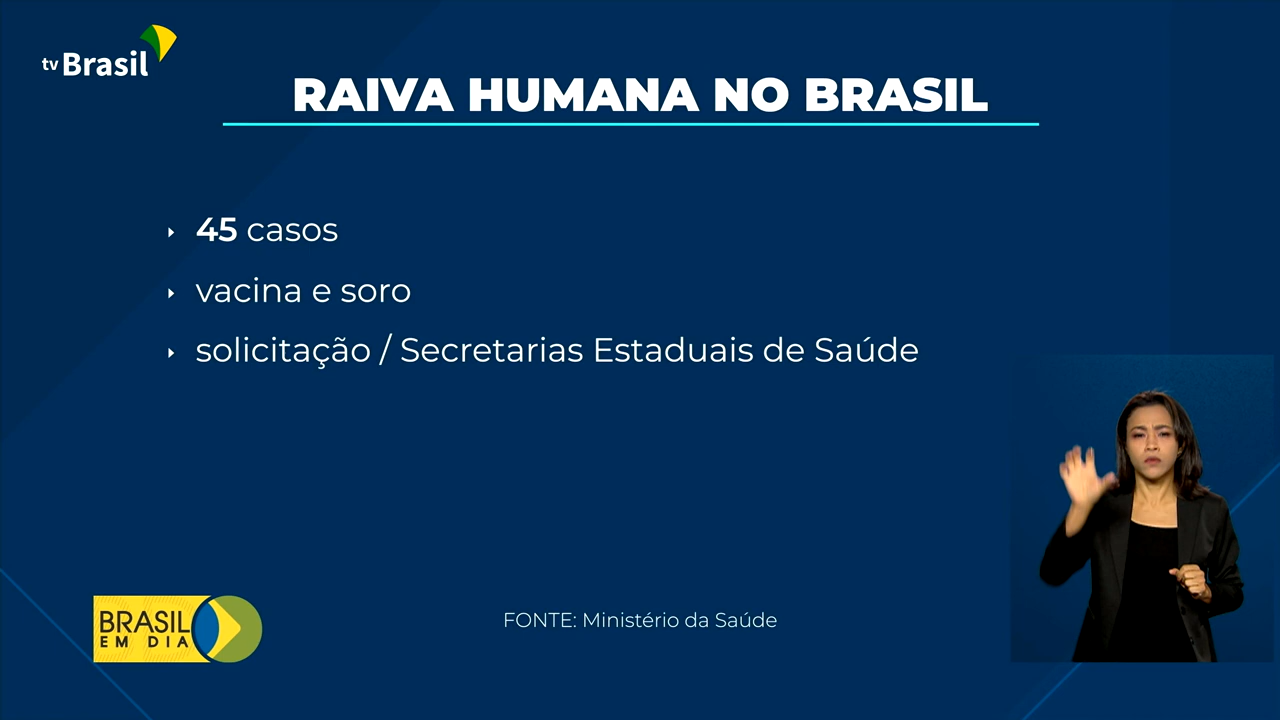 tv Brasil
RAIVA HUMANA NO BRASIL
45 casos
vacina e soro
solicitação / Secretarias Estaduais de Saúde
BRASIL
EM DIA
FONTE: Ministério da Saúde